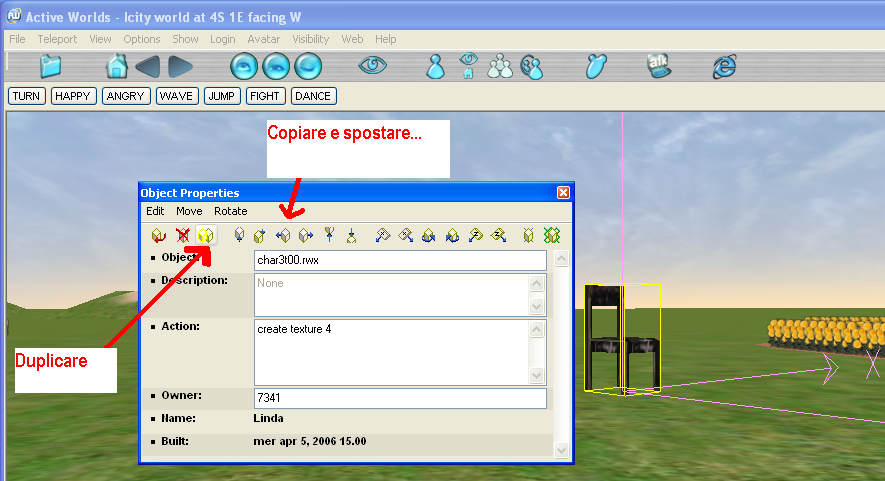 Active Worlds - Icity world at 4S 1E facing W
File Teleport View Options Show Login Avatar Visibility Web Help
afk
TURN HAPPY ANGRY WAVE JUMP FIGHT DANCE
Copiare e spostare...
Object Properties
Edit Move Rotate
Object:
char3t00.rwx
Description:
None
Action:
create texture 4
Duplicare
Owner:
7341
Name:
Linda
Built:
mer apr 5, 2006 15.00
X